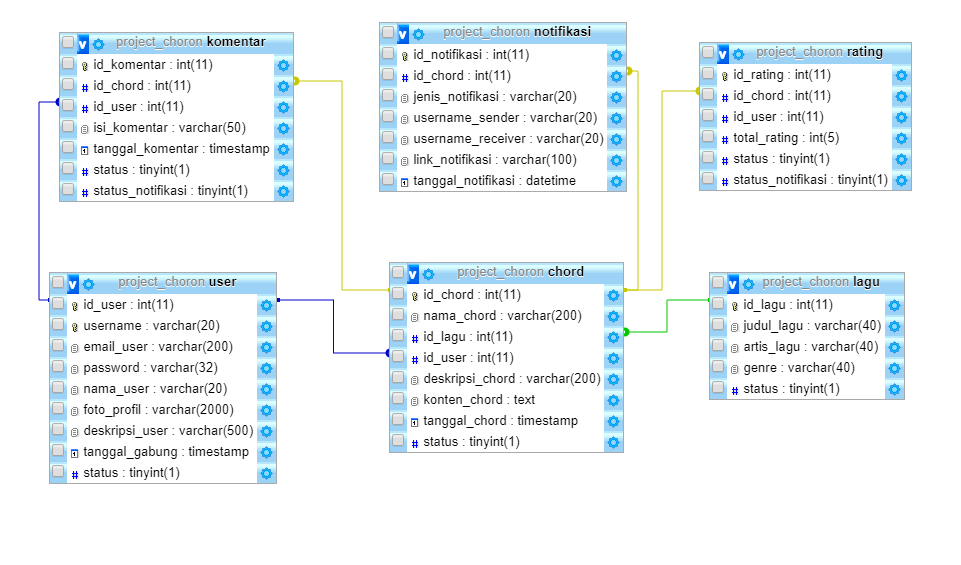 project_choron komentar
id_komentar : int(11)
id_chord : int(11)
id_user : int(11)
isi_komentar : varchar(50)
tanggal_komentar : timestamp
status : tinyint(1)
status_notifikasi : tinyint(1)
project_choron notifikasi
id_notifikasi : int(11)
id_chord : int(11)
jenis_notifikasi : varchar(20)
username_sender : varchar(20)
username_receiver : varchar(20)
link_notifikasi : varchar(100)
tanggal_notifikasi : datetime
project_choron rating
id_rating : int(11)
id_chord : int(11)
id_user : int(11)
total_rating : int(5)
status : tinyint(1)
status_notifikasi : tinyint(1)
project_choron user
id_user : int(11)
username : varchar(20)
email_user : varchar(200)
password : varchar(32)
nama_user : varchar(20)
foto_profil : varchar(2000)
deskripsi_user : varchar(500)
tanggal_gabung : timestamp
status : tinyint(1)
project_choron chord
id_chord : int(11)
nama_chord : varchar(200)
id_lagu : int(11)
id_user : int(11)
deskripsi_chord : varchar(200)
konten_chord : text
tanggal_chord : timestamp
status : tinyint(1)
project_choron lagu
id_lagu : int(11)
judul_lagu : varchar(40)
artis_lagu : varchar(40)
genre : varchar(40)
status : tinyint(1)